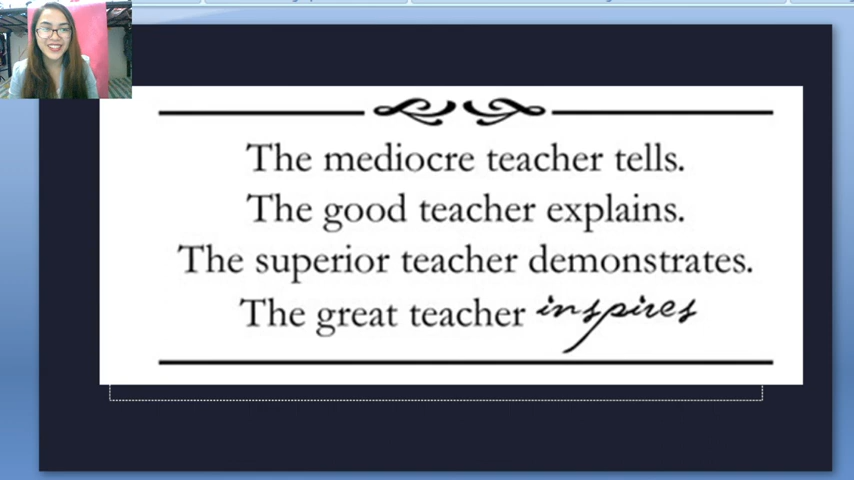 The mediocre teacher tells.
The good teacher explains.
The superior teacher demonstrates.
The great teacher inspires